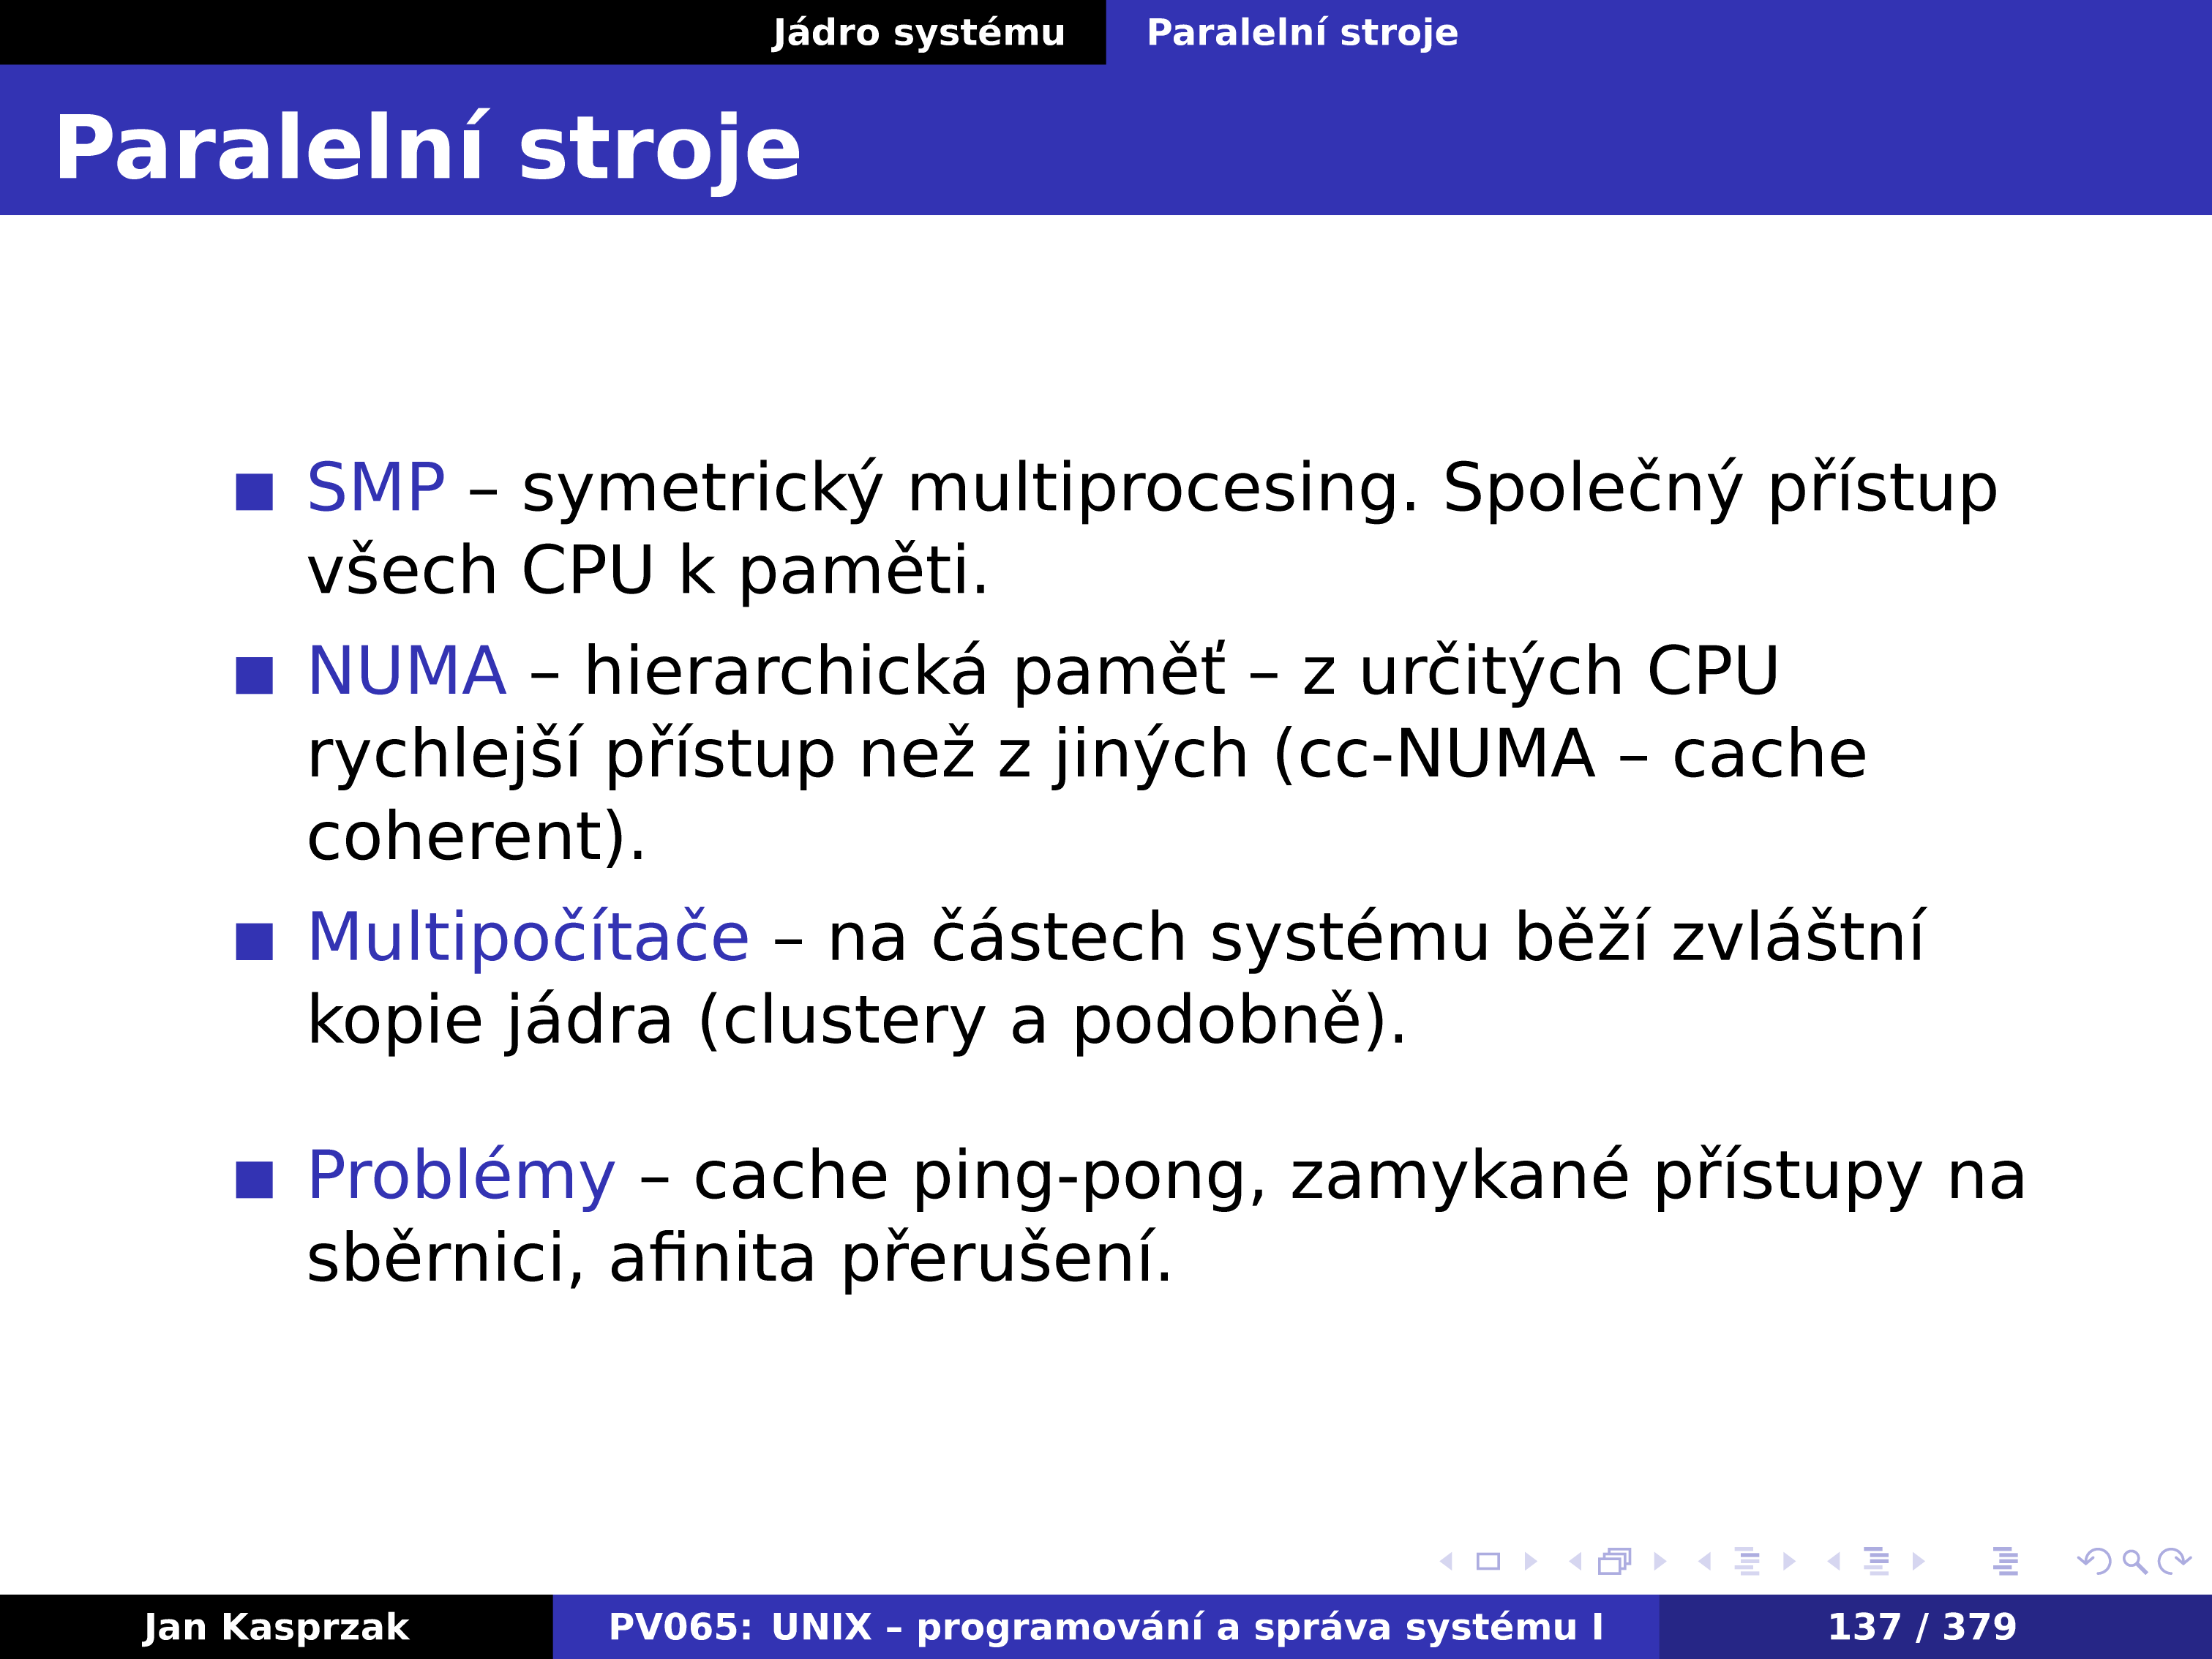 Jádro systému Paralelní stroje
Paralelní stroje
SMP – symetrický multiprocesing. Společný přístup
všech CPU k paměti.
NUMA – hierarchická paměť – z určitých CPU
rychlejší přístup než z jiných (cc-NUMA – cache
coherent).
Multipočítače – na částech systému běží zvláštní
kopie jádra (clustery a podobně).
Problémy – cache ping-pong, zamykané přístupy na
sběrnici, afinita přerušení.
Jan Kasprzak PV065: UNIX – programování a správa systému I 137 / 379